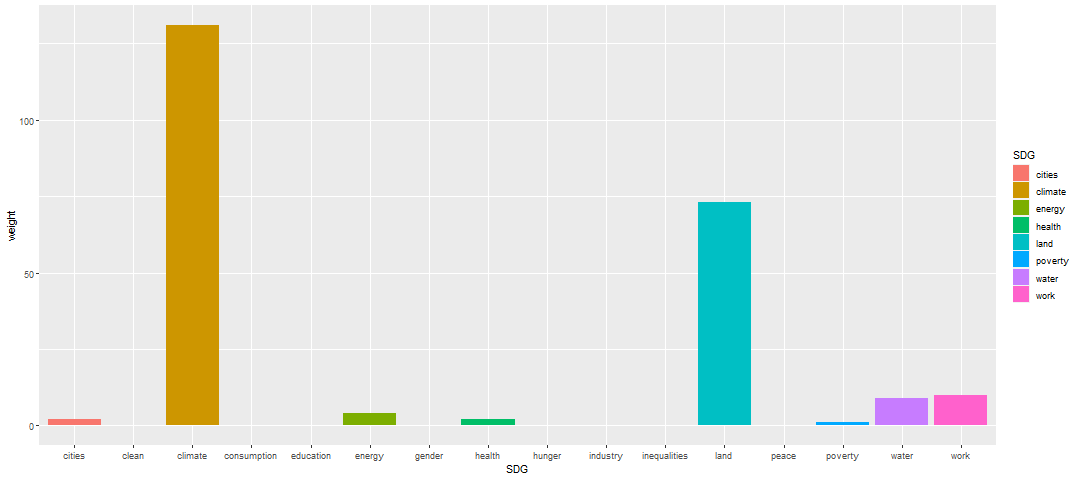 100
50
0
weight
cities clean climate consumption education energy gender health hunger industry inequalities land peace poverty water work
SDG
SDG
cities
climate
energy
health
land
poverty
water
work